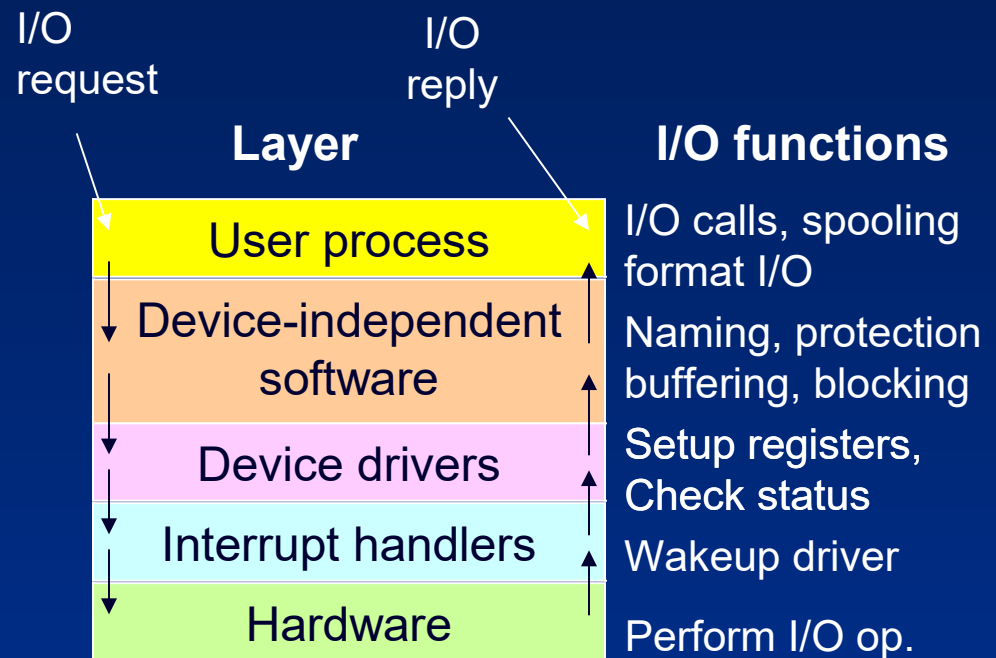 I/O
request
I/O
reply
Layer
I/O functions
User process
I/O calls, spooling
format I/O
Device-independent
software
Naming, protection
buffering, blocking
Device drivers
Setup registers,
Check status
Interrupt handlers
Wakeup driver
Hardware
Perform I/O op.